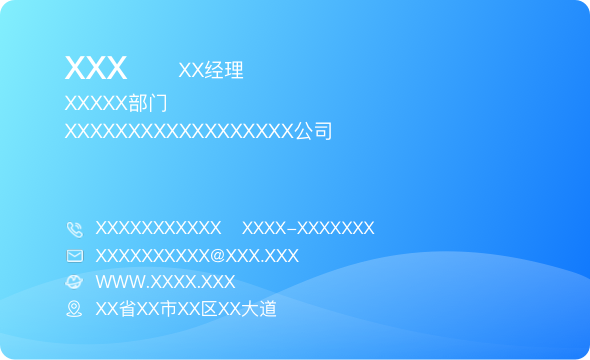 XXX XX经理
XXXXX部门
XXXXXXXXXXXXXXXXXX公司
XXXXXXXXXXX XXXX-XXXXXXX
XXXXXXXXXX@XXX.XXX
WWW.XXXX.XXX
XX省XX市XX区XX大道